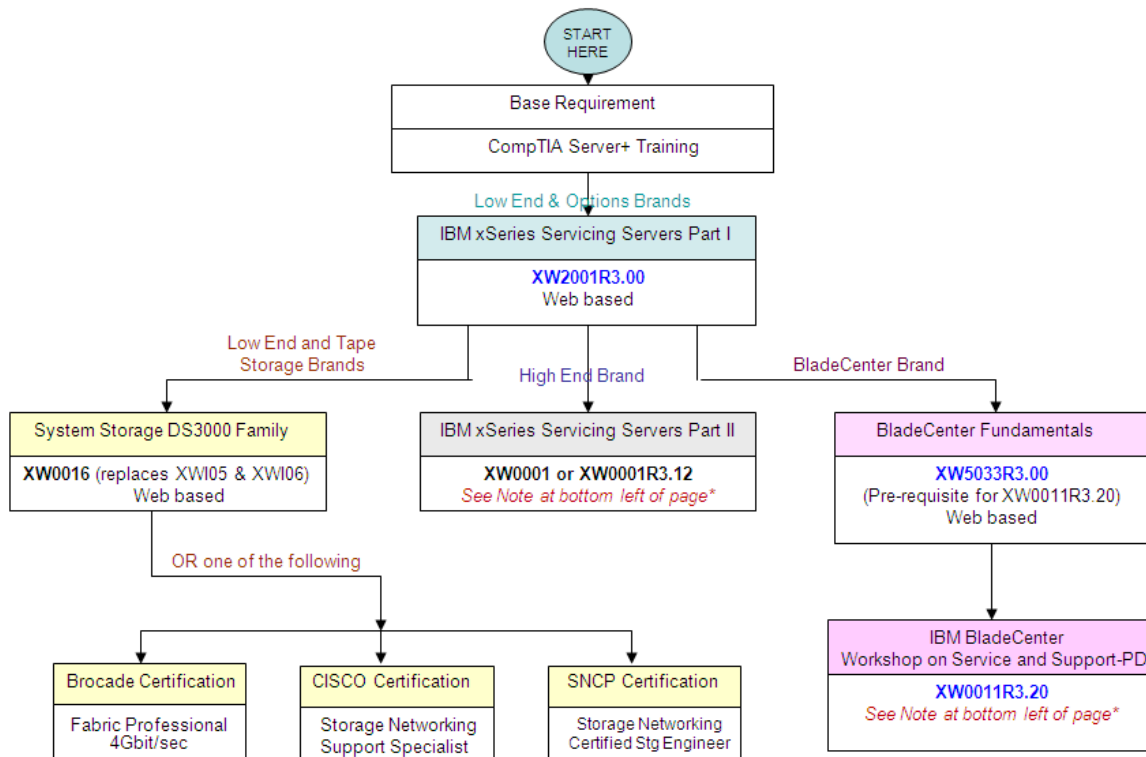 START
HERE
Base Requirement
CompTIA Server+ Training
Low End & Options Brands
IBM xSeries Servicing Servers Part I
XW2001R3.00
Web based
Low End and Tape
Storage Brands
High End Brand
BladeCenter Brand
System Storage DS3000 Family
XW0016 (replaces XWI05 & XWI06)
Web based
IBM xSeries Servicing Servers Part II
XW0001 or XW0001R3.12
See Note at bottom left of page*
BladeCenter Fundamentals
XW5033R3.00
(Pre-requisite for XW0011R3.20)
Web based
OR one of the following
Brocade Certification
Fabric Professional
4Gbit/sec
CISCO Certification
Storage Networking
Support Specialist
SNCP Certification
Storage Networking
Certified Stg Engineer
IBM BladeCenter
Workshop on Service and Support-PD
XW0011R3.20
See Note at bottom left of page*